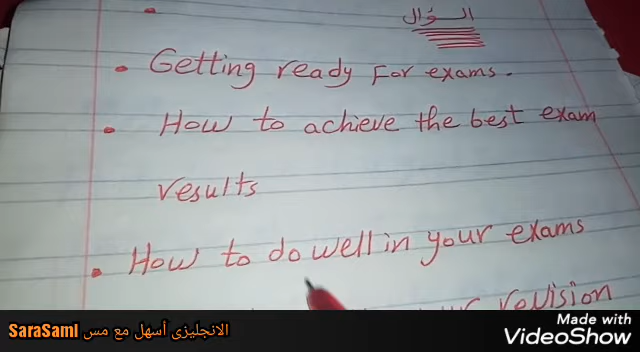 السؤال
• Getting ready For exams.
• How to achieve the best exam
results
• How to do well in your exams
revision
الانجليزى أسهل مع مس SaraSamI
Made with
VideoShow